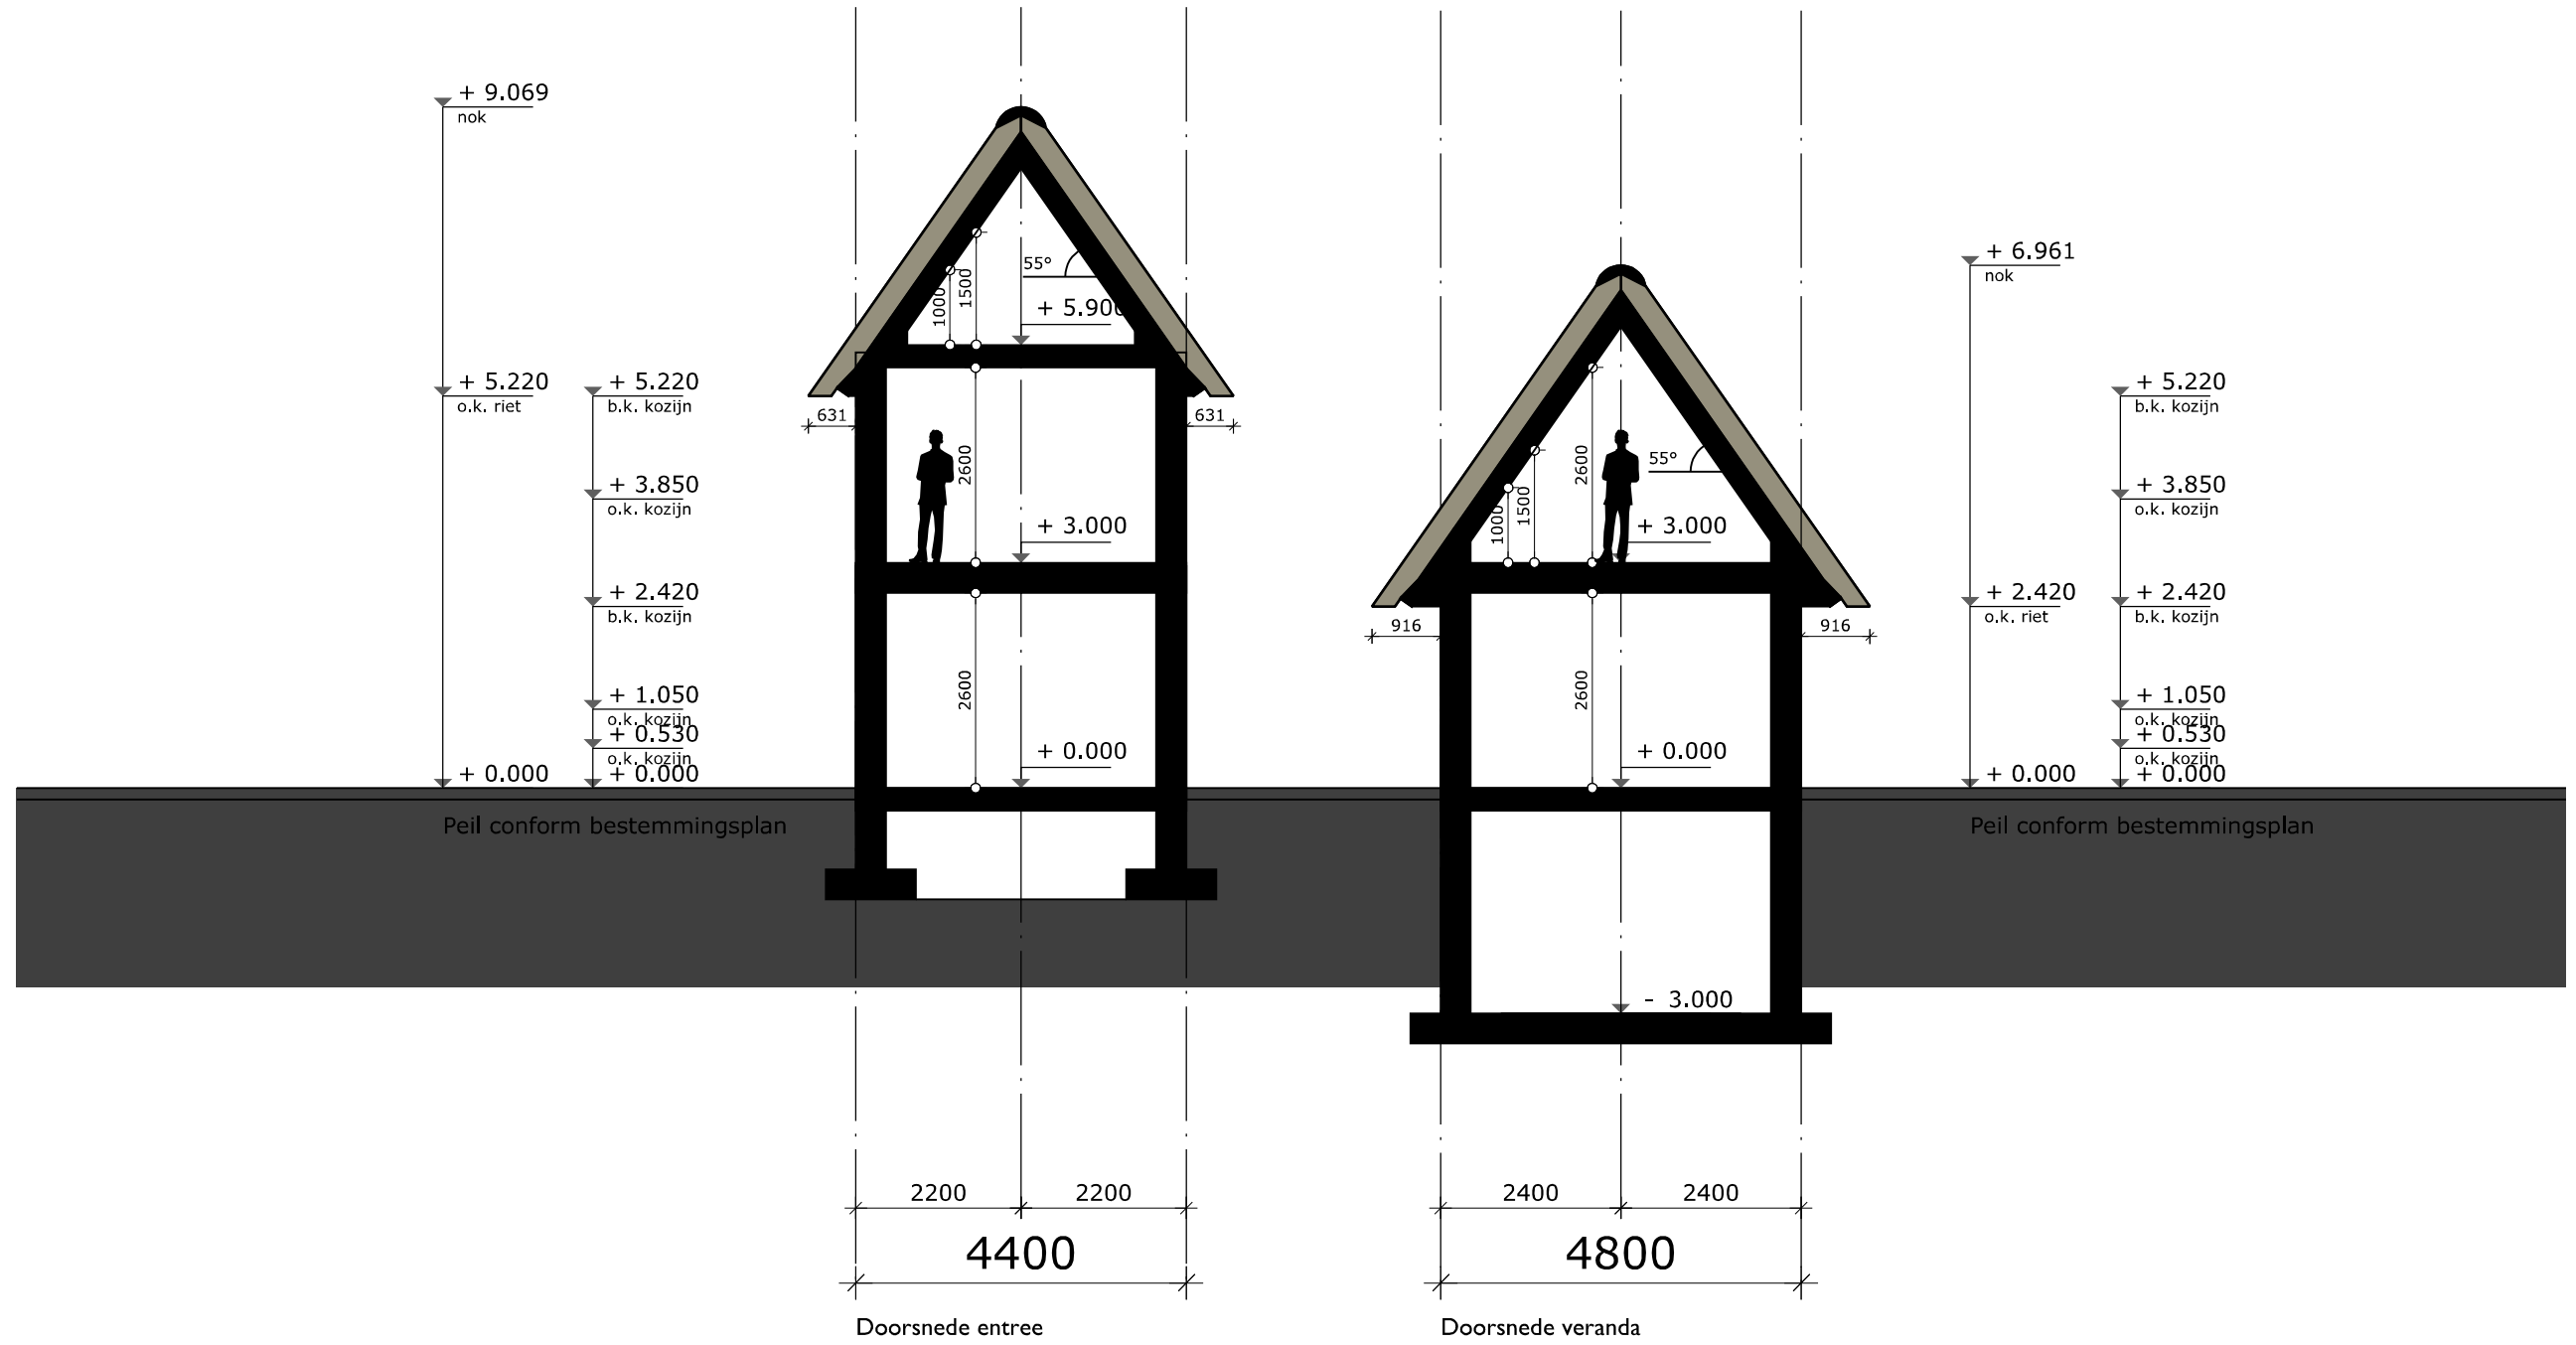 + 9.069
nok
+ 5.220
o.k. riet
+ 0.000
+ 5.220
b.k. kozijn
+ 3.850
o.k. kozijn
+ 2.420
b.k. kozijn
+ 1.050
o.k. kozijn
+ 0.530
o.k. kozijn
+ 0.000
Peil conform bestemmingsplan
55°
1000
1500
+ 5.900
631
631
2600
+ 3.000
2600
+ 0.000
2200
2200
4400
Doorsnede entree
2600
55°
1000
1500
+ 3.000
916
916
2600
+ 0.000
- 3.000
2400
2400
4800
Doorsnede veranda
+ 6.961
nok
+ 2.420
o.k. riet
+ 0.000
+ 5.220
b.k. kozijn
+ 3.850
o.k. kozijn
+ 2.420
b.k. kozijn
+ 1.050
o.k. kozijn
+ 0.530
o.k. kozijn
+ 0.000
Peil conform bestemmingsplan